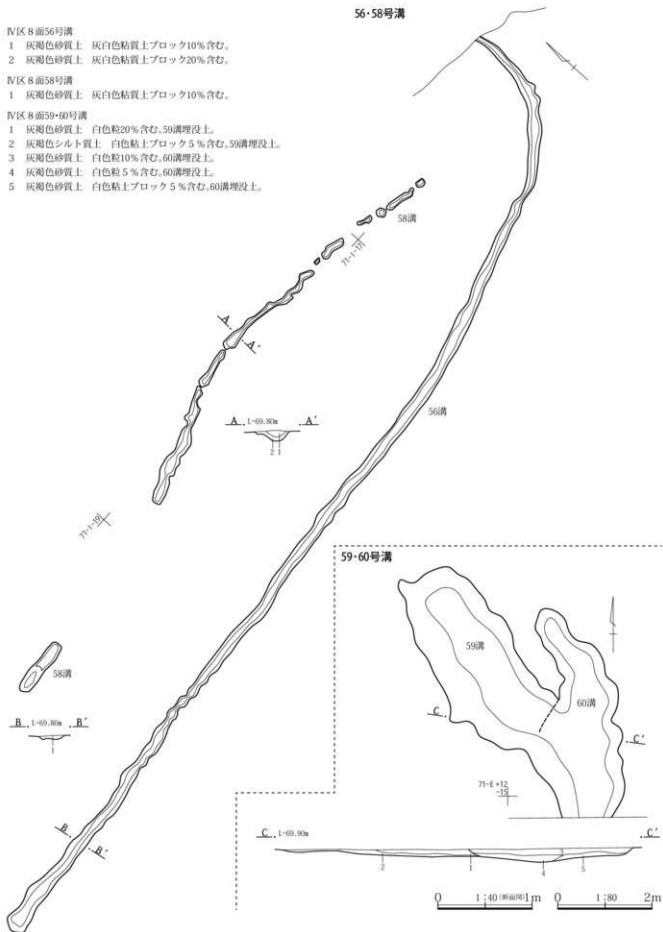 56・58号溝
Ⅳ区8面56号溝
1 灰褐色砂質土 灰白色粘質土ブロック10%含む。
2 灰褐色砂質土 灰白色粘質土ブロック20%含む。
Ⅳ区8面58号溝
1 灰褐色砂質土 灰白色粘質土ブロック10%含む。
Ⅳ区8面59・60号溝
1 灰褐色砂質土 白色粒20%含む。59溝埋没土。
2 灰褐色シルト質土 白色粘土ブロック5%含む。59溝埋没土。
3 灰褐色砂質土 白色粒10%含む。60溝埋没土。
4 灰褐色砂質土 白色粒5%含む。60溝埋没土。
5 灰褐色砂質土 白色粘土ブロック5%含む。60溝埋没土。
58溝
71-I-17
A A'
56溝
A L=69.80m A'
2 1
71-I-19
59・60号溝
59溝
58溝
60溝
C C'
B L=69.80m B'
1
71-E+12
-15
B B'
C L=69.90m C'
2 1 4 5
0 1:40(断面図) 1m 0 1:80 2m